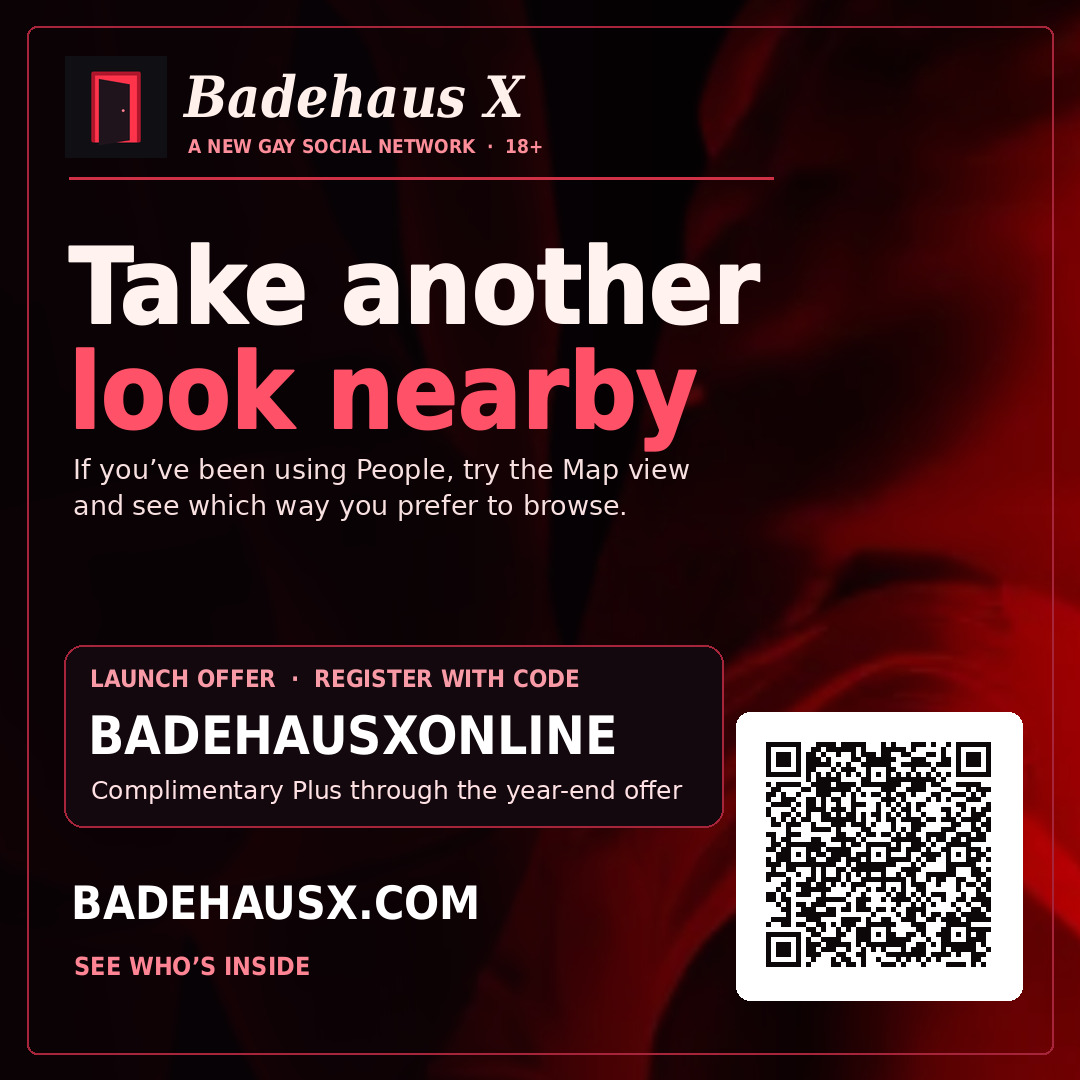 Badehaus X
A NEW GAY SOCIAL NETWORK · 18+
Take another
look nearby
If you’ve been using People, try the Map view
and see which way you prefer to browse.
LAUNCH OFFER · REGISTER WITH CODE
BADEHAUSXONLINE
Complimentary Plus through the year-end offer
BADEHAUSX.COM
SEE WHO’S INSIDE